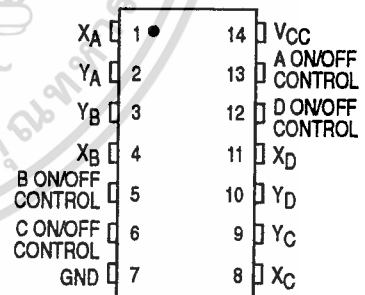 XA 1 14 VCC
YA 2 13 A ON/OFF CONTROL
YB 3 12 D ON/OFF CONTROL
XB 4 11 XD
B ON/OFF CONTROL 5 10 YD
C ON/OFF CONTROL 6 9 YC
GND 7 8 XC